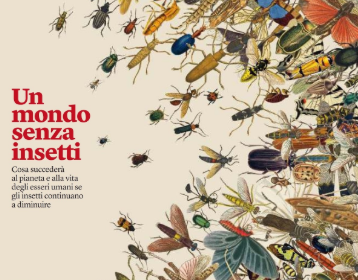 Un
mondo
senza
insetti
Cosa succederà
al pianeta e alla vita
degli esseri umani se
gli insetti continuano
a diminuire